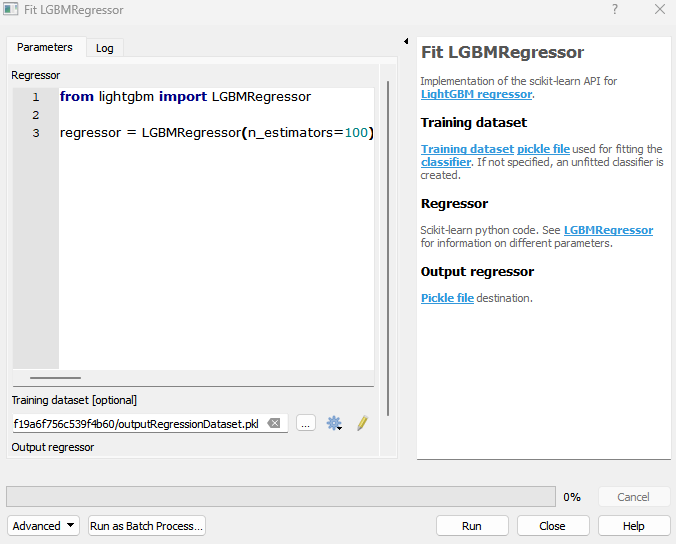 Fit LGBMRegressor
?
Parameters
Log
Regressor
1 from lightgbm import LGBMRegressor
2
3 regressor = LGBMRegressor(n_estimators=100)
Training dataset [optional]
f19a6f756c539f4b60/outputRegressionDataset.pkl
...
Output regressor
Fit LGBMRegressor
Implementation of the scikit-learn API for
LightGBM regressor.
Training dataset
Training dataset pickle file used for fitting the
classifier. If not specified, an unfitted classifier is
created.
Regressor
Scikit-learn python code. See LGBMRegressor
for information on different parameters.
Output regressor
Pickle file destination.
0%
Cancel
Advanced
Run as Batch Process...
Run
Close
Help